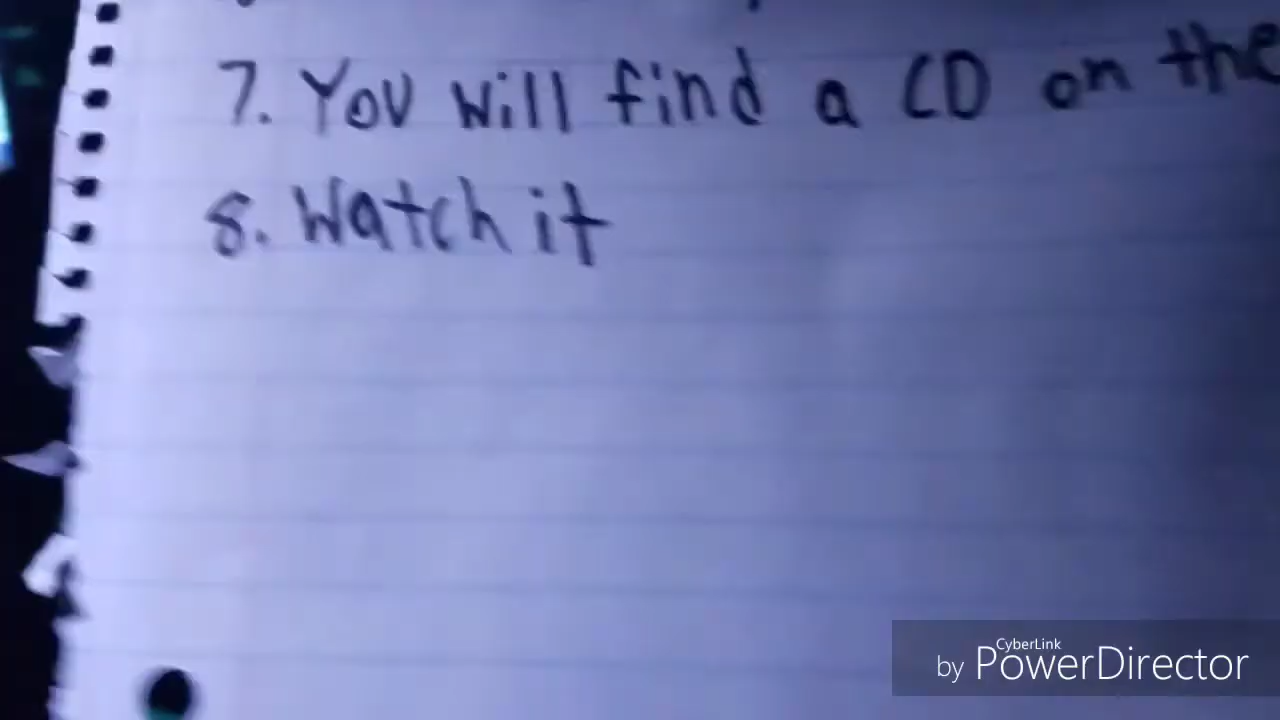 7. You will find a CD on the
8. Watch it
CyberLink
by PowerDirector